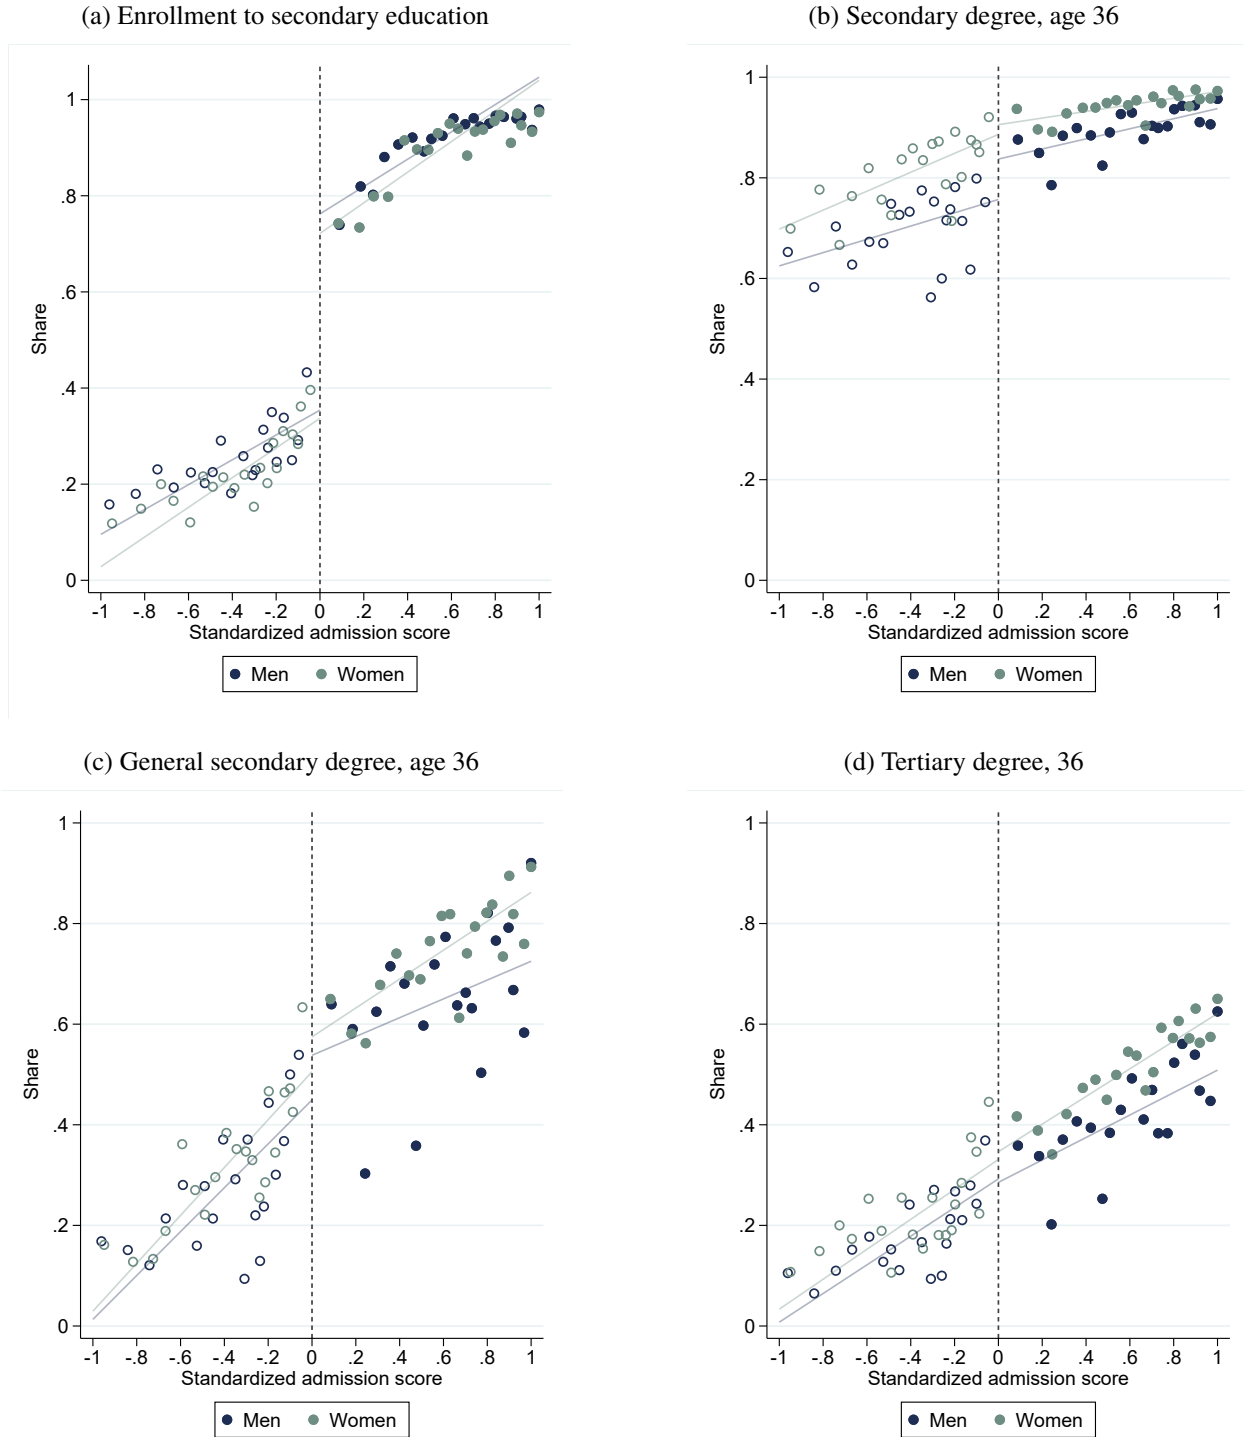 (a) Enrollment to secondary education
1
.8
.6
.4
.2
0
Share
-1 -.8 -.6 -.4 -.2 0 .2 .4 .6 .8 1
Standardized admission score
Men Women
(b) Secondary degree, age 36
1
.8
.6
.4
.2
0
Share
-1 -.8 -.6 -.4 -.2 0 .2 .4 .6 .8 1
Standardized admission score
Men Women
(c) General secondary degree, age 36
1
.8
.6
.4
.2
0
Share
-1 -.8 -.6 -.4 -.2 0 .2 .4 .6 .8 1
Standardized admission score
Men Women
(d) Tertiary degree, 36
1
.8
.6
.4
.2
0
Share
-1 -.8 -.6 -.4 -.2 0 .2 .4 .6 .8 1
Standardized admission score
Men Women